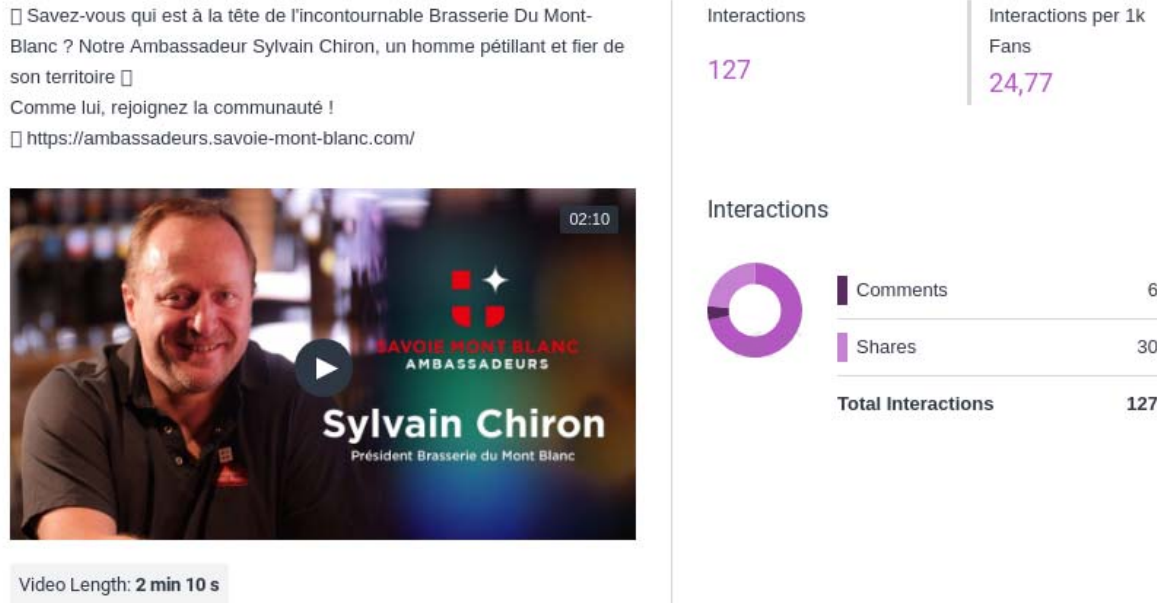 Savez-vous qui est à la tête de l'incontournable Brasserie Du Mont-
Blanc ? Notre Ambassadeur Sylvain Chiron, un homme pétillant et fier de
son territoire
Comme lui, rejoignez la communauté !
https://ambassadeurs.savoie-mont-blanc.com/
02:10
SAVOIE MONT BLANC
AMBASSADEURS
Sylvain Chiron
Président Brasserie du Mont Blanc
Video Length: 2 min 10 s
Interactions
127
Interactions per 1k
Fans
24,77
Interactions
Comments 6
Shares 30
Total Interactions 127